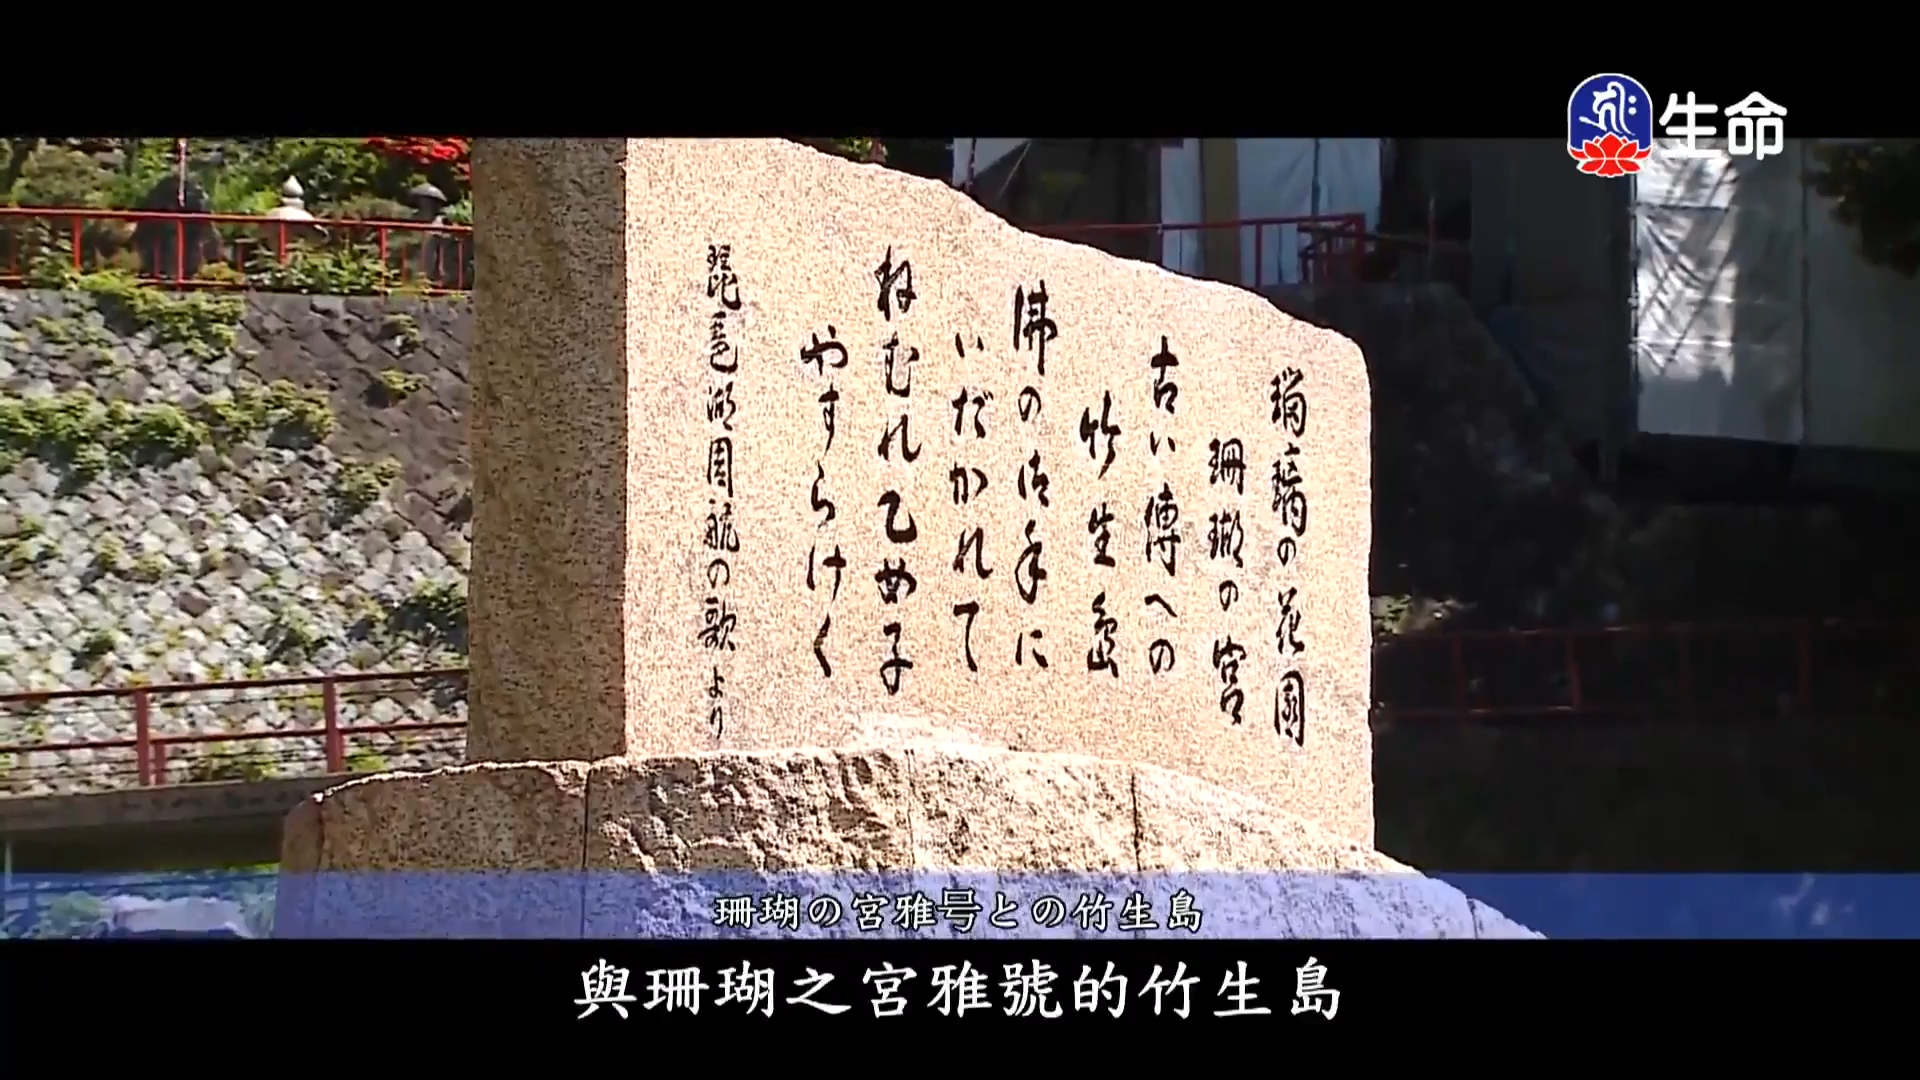 生命
瑠璃の花園
珊瑚の宮
古い傳への
竹生島
佛の御手に
いだかれて
ねむれ乙女子
やすらけく
琵琶湖周航の歌より
珊瑚の宮雅号との竹生島
與珊瑚之宮雅號的竹生島